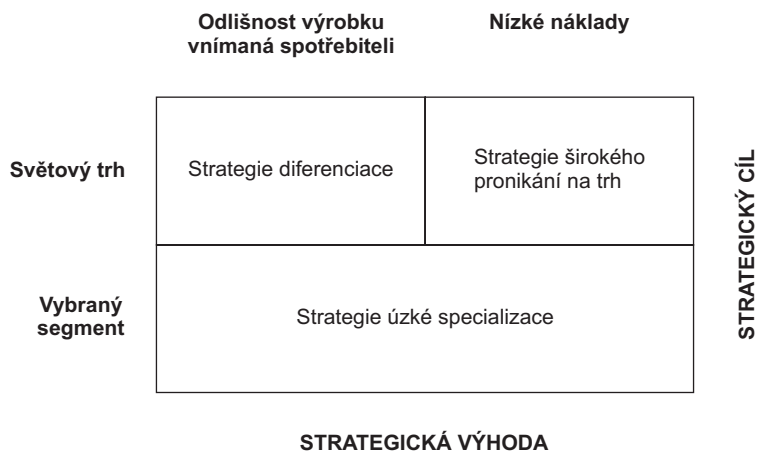 Odlišnost výrobku
vnímaná spotřebiteli
Nízké náklady
Světový trh
Strategie diferenciace
Strategie širokého
pronikání na trh
Vybraný
segment
Strategie úzké specializace
STRATEGICKÝ CÍL
STRATEGICKÁ VÝHODA